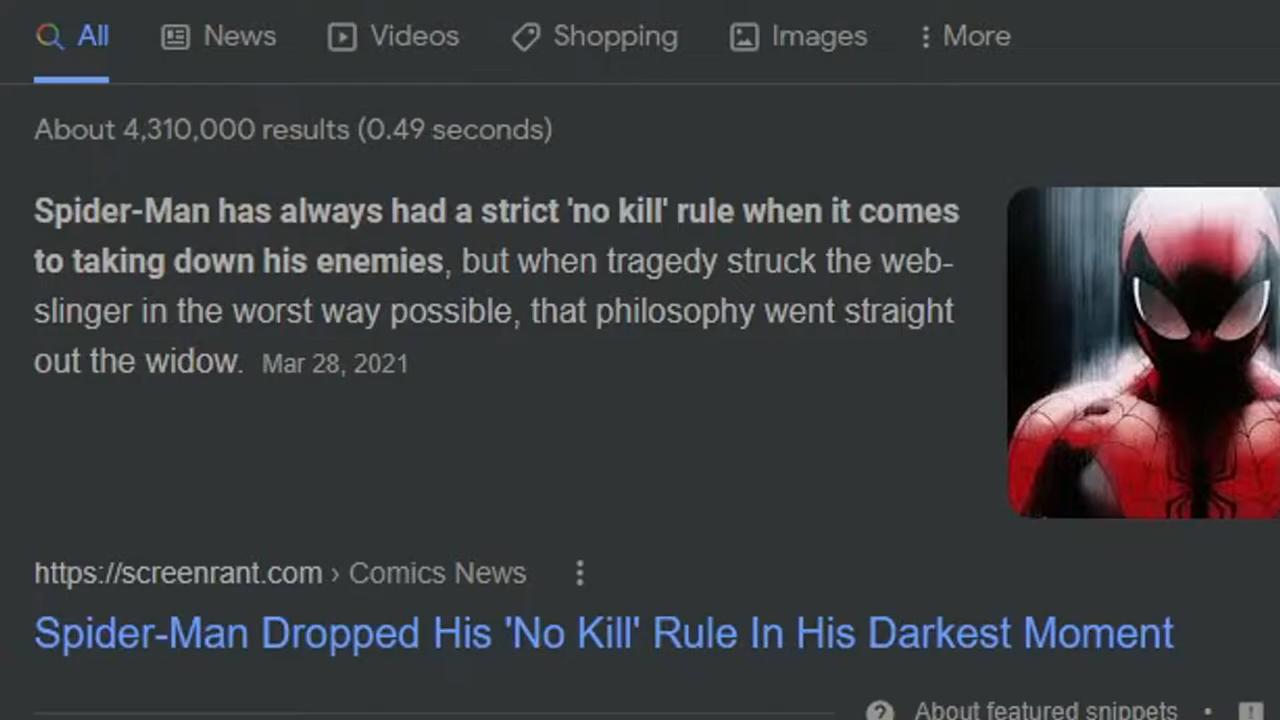 All News Videos Shopping Images More
About 4,310,000 results (0.49 seconds)
Spider-Man has always had a strict 'no kill' rule when it comes
to taking down his enemies, but when tragedy struck the web-
slinger in the worst way possible, that philosophy went straight
out the widow. Mar 28, 2021
https://screenrant.com › Comics News
Spider-Man Dropped His 'No Kill' Rule In His Darkest Moment
About featured snippets •